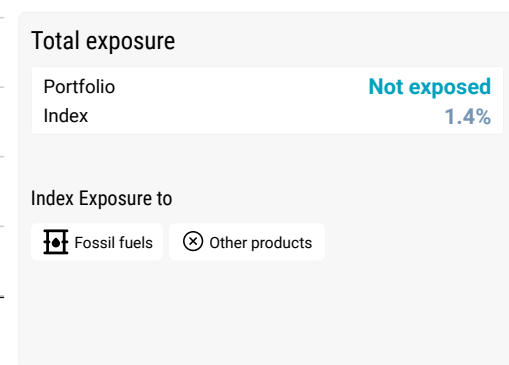 Total exposure
Portfolio Not exposed
Index 1.4%
Index Exposure to
Fossil fuels Other products